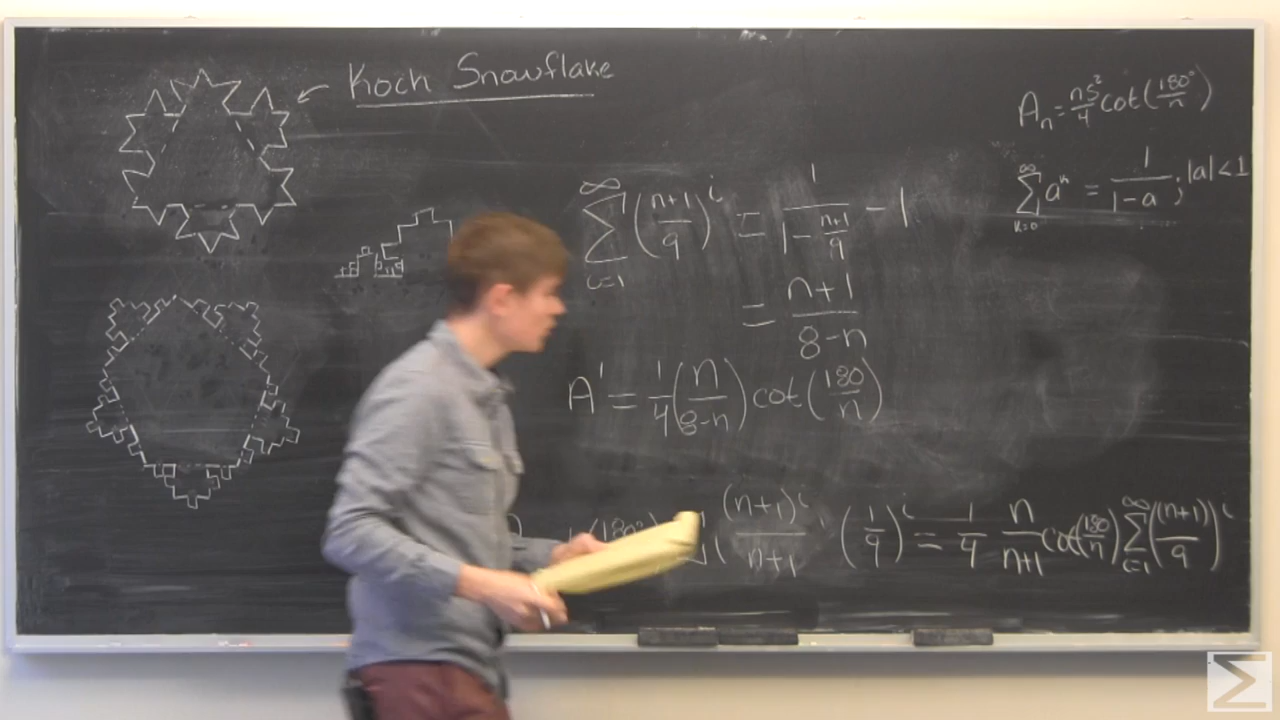 Koch Snowflake
A_n = ns²/4 cot(180°/n)
∞ Σ k=0 aᵏ = 1/(1-a) ; |a| < 1
∞ Σ i=1 ((n+1)/9)ⁱ = 1/(1 - (n+1)/9) - 1
= (n+1)/(8-n)
A' = 1/4 (n/(8-n)) cot(180/n)
(n+1)ⁱ/(n+1) (1/9)ⁱ = 1/4 n/(n+1) cot(180/n) ∞ Σ i=1 ((n+1)/9)ⁱ
Σ